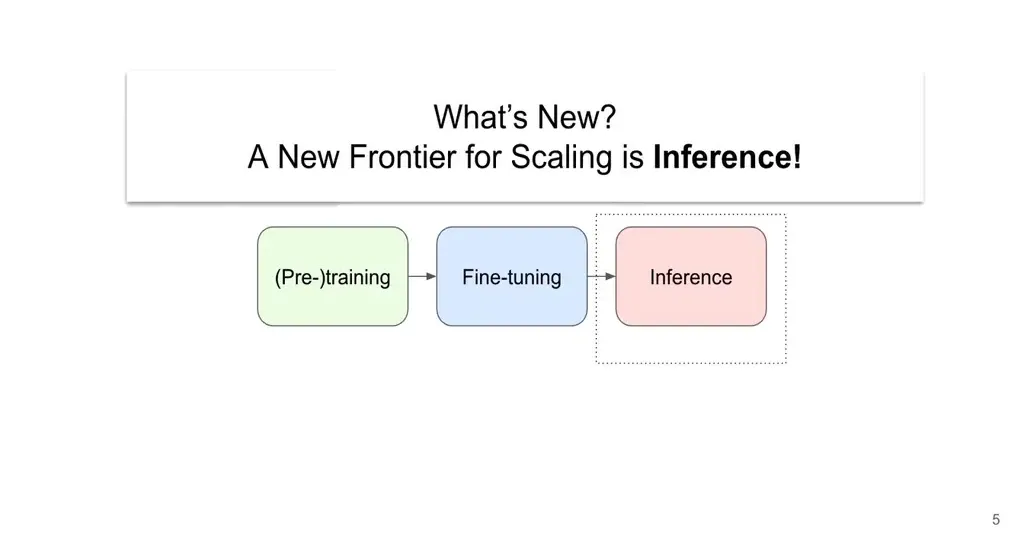 What’s New?
A New Frontier for Scaling is Inference!
(Pre-)training
Fine-tuning
Inference
5